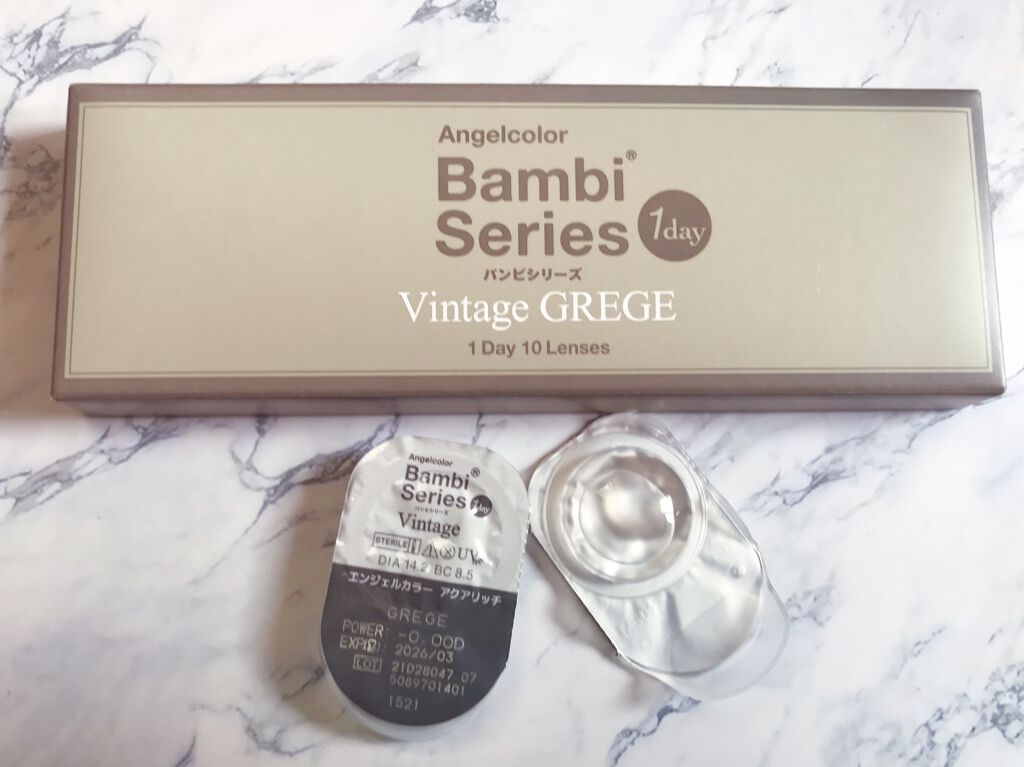 Angelcolor
Bambi®
Series 1day
バンビシリーズ
Vintage GREGE
1 Day 10 Lenses
Angelcolor
Bambi®
Series 1day
バンビシリーズ
Vintage
STERILE UV
DIA 14.2 BC 8.5
エンジェルカラー アクアリッチ
GREGE
POWER: -0.00D
EXP: 2026/03
LOT 21D28047 07
5089701401
1521